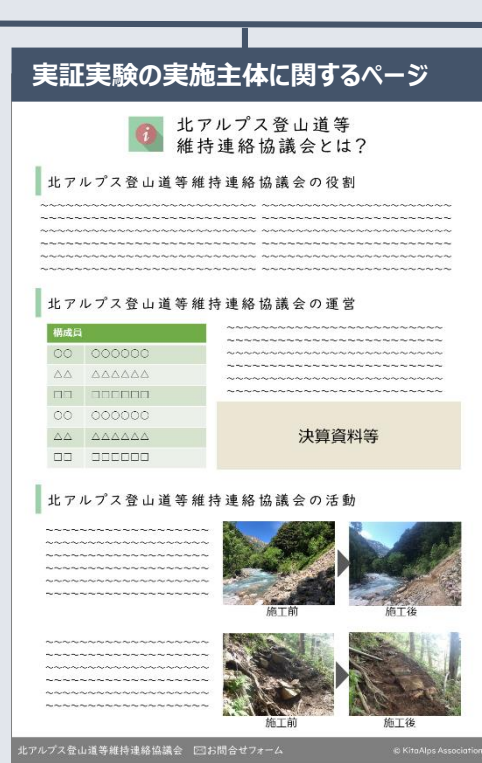 実証実験の実施主体に関するページ
i
北アルプス登山道等
維持連絡協議会とは？
北アルプス登山道等維持連絡協議会の役割
~~~~~~~~~~~~~~~~~~~~~~~~ ~~~~~~~~~~~~~~~~~~~~~
~~~~~~~~~~~~~~~~~~~~~~~~ ~~~~~~~~~~~~~~~~~~~~~
~~~~~~~~~~~~~~~~~~~~~~~~ ~~~~~~~~~~~~~~~~~~~~~
~~~~~~~~~~~~~~~~~~~~~~~~ ~~~~~~~~~~~~~~~~~~~~~
~~~~~~~~~~~~~~~~~~~~~~~~ ~~~~~~~~~~~~~~~~~~~~~
~~~~~~~~~~~~~~~~~~~~~~~~ ~~~~~~~~~~~~~~~~~~~~~
北アルプス登山道等維持連絡協議会の運営
構成員
○○ ○○○○○○
△△ △△△△△△
□□ □□□□□□
○○ ○○○○○○
△△ △△△△△△
□□ □□□□□□
~~~~~~~~~~~~~~~~~~~~~~~~
~~~~~~~~~~~~~~~~~~~~~~~~
~~~~~~~~~~~~~~~~~~~~~~~~
~~~~~~~~~~~~~~~~~~~~~~~~
~~~~~~~~~~~~~~~~~~~~~~~~
~~~~~~~~~~~~~~~~~~~~~~~~
決算資料等
北アルプス登山道等維持連絡協議会の活動
~~~~~~~~~~~~~~~~~~~~~~~~
~~~~~~~~~~~~~~~~~~~~~~~~
~~~~~~~~~~~~~~~~~~~~~~~~
~~~~~~~~~~~~~~~~~~~~~~~~
~~~~~~~~~~~~~~~~~~~~~~~~
~~~~~~~~~~~~~~~~~~~~~~~~
施工前 施工後
~~~~~~~~~~~~~~~~~~~~~~~~
~~~~~~~~~~~~~~~~~~~~~~~~
~~~~~~~~~~~~~~~~~~~~~~~~
~~~~~~~~~~~~~~~~~~~~~~~~
~~~~~~~~~~~~~~~~~~~~~~~~
~~~~~~~~~~~~~~~~~~~~~~~~
施工前 施工後
北アルプス登山道等維持連絡協議会 ✉お問合せフォーム © KitaAlps Association